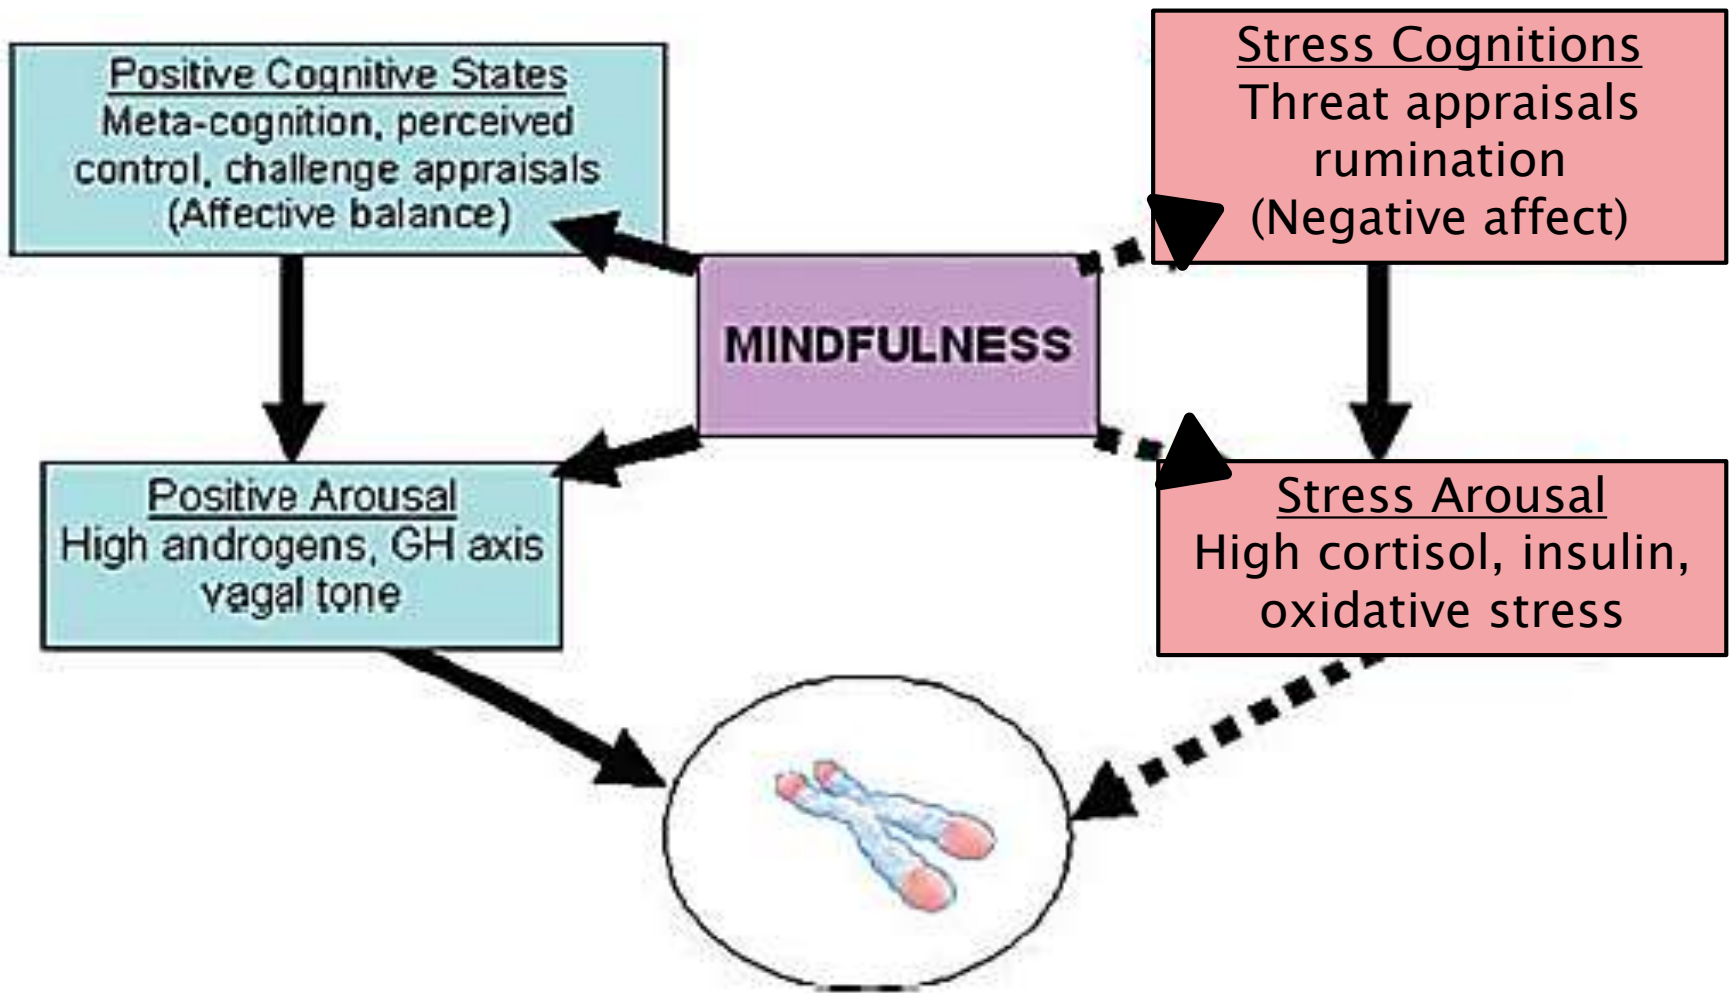 Positive Cognitive States
Meta-cognition, perceived
control, challenge appraisals
(Affective balance)
Stress Cognitions
Threat appraisals
rumination
(Negative affect)
MINDFULNESS
Positive Arousal
High androgens, GH axis
vagal tone
Stress Arousal
High cortisol, insulin,
oxidative stress